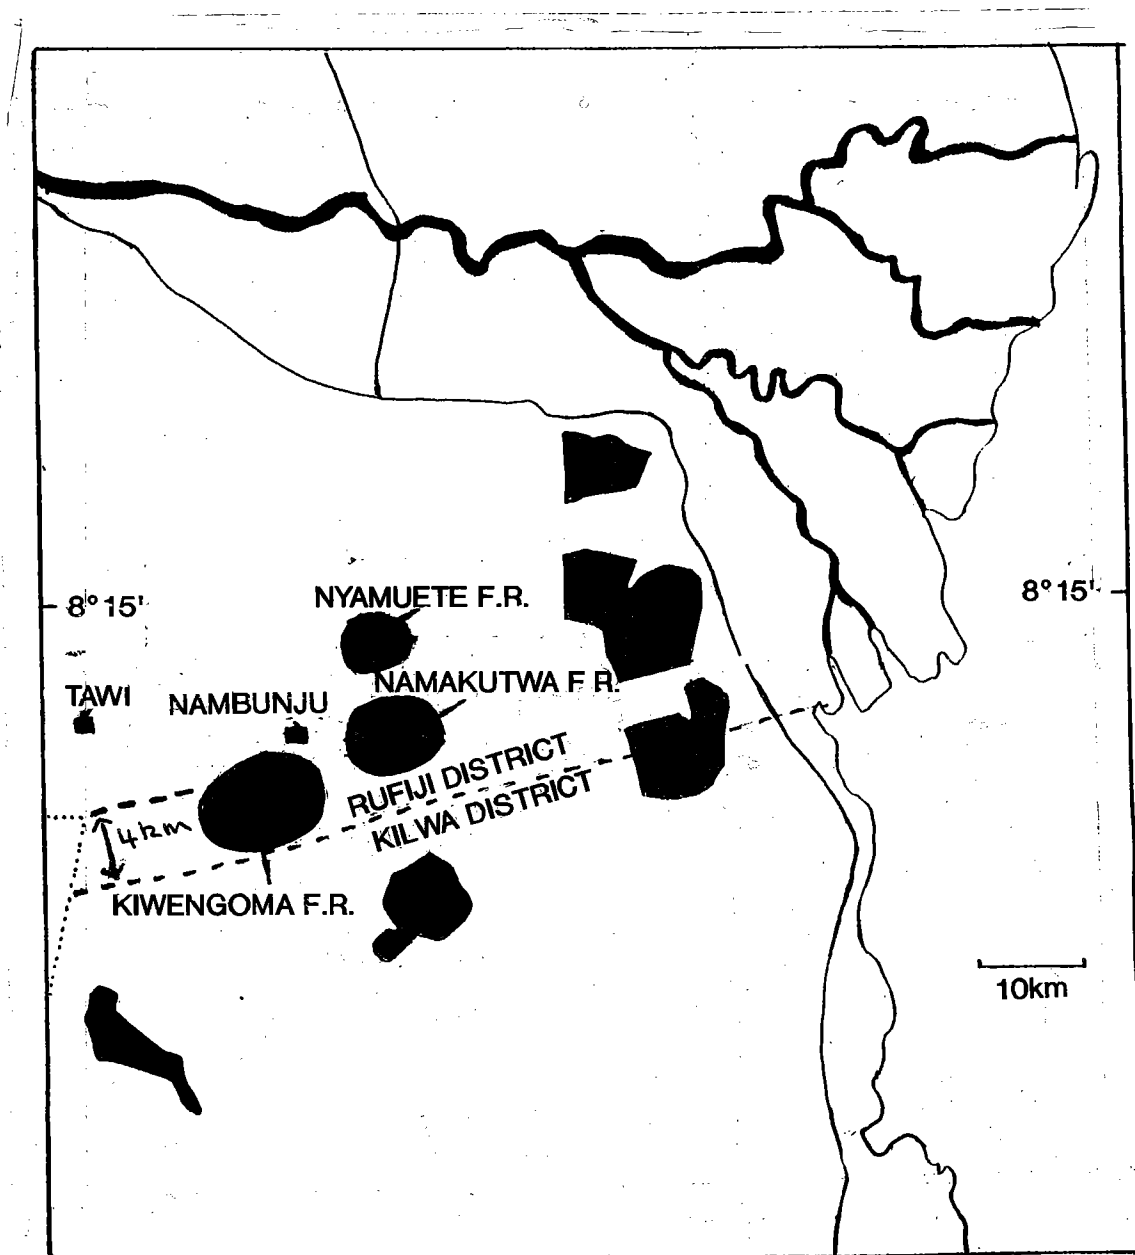 NYAMUETE F.R.
8°15'
8°15'
TAWI
NAMBUNJU
NAMAKUTWA F R.
RUFIJI DISTRICT
KILWA DISTRICT
4km
KIWENGOMA F.R.
10km